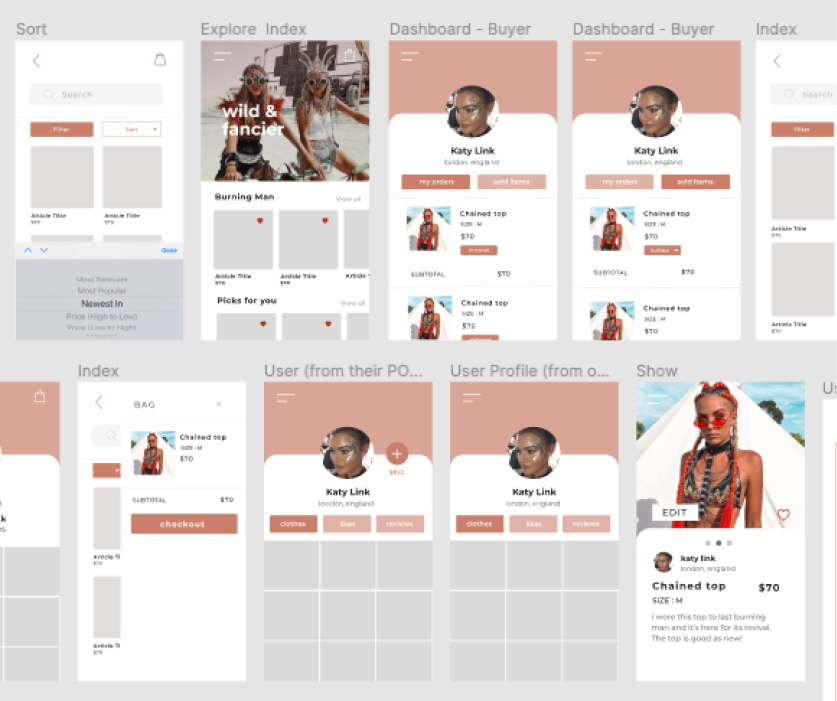 Sort
Search
Filter
Sort
Article Title
$75
Article Title
$75
Done
Most Relevant
Most Popular
Newest In
Price (High to Low)
Price (Low to High)
Explore
Index
wild &
fancier
Burning Man
View all
Article Title
$75
Article Title
$75
Article T
Picks for you
View all
Dashboard - Buyer
Katy Link
london, england
my orders
sold items
Chained top
SIZE : M
$70
SUBTOTAL
$70
Chained top
SIZE : M
$70
Dashboard - Buyer
Katy Link
london, england
my orders
sold items
Chained top
SIZE : M
$70
SUBTOTAL
$70
Chained top
SIZE : M
$70
Index
Search
Filter
Article Title
$75
Article Title
$75
Index
BAG
Chained top
SIZE : M
$70
SUBTOTAL
$70
checkout
Article Ti
$75
Article Ti
$75
User (from their PO...
SELL
Katy Link
london, england
clothes
likes
reviews
User Profile (from o...
Katy Link
london, england
clothes
likes
reviews
Show
EDIT
katy link
london, england
Chained top
$70
SIZE : M
I wore this top to last burning
man and it's here for its revival.
The top is good as new!